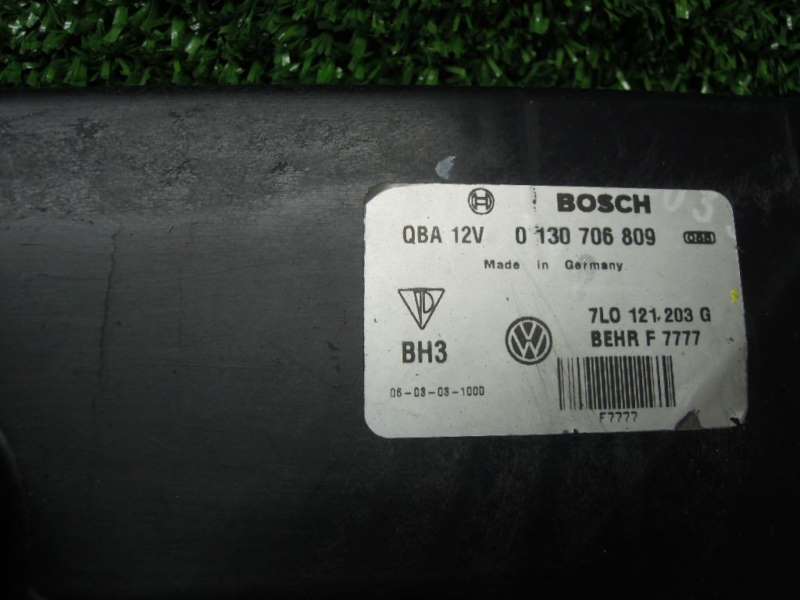 BOSCH
QBA 12V 0 130 706 809
Made in Germany
7L0 121 203 G
BH3
BEHR F 7777
06-03-03-1000
F7777